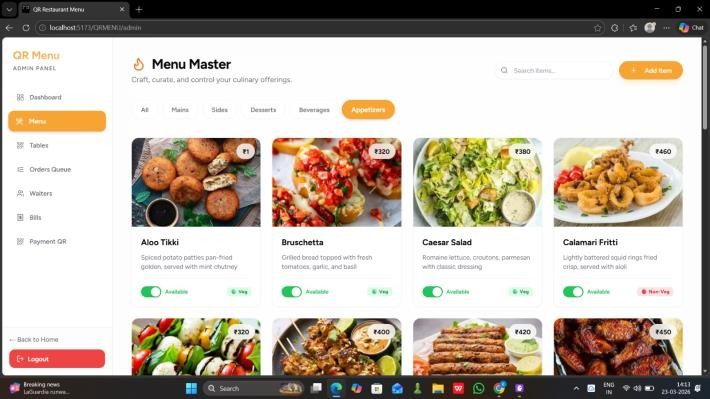 QR Restaurant Menu
localhost:5173/QRMENU/admin
Chat
QR Menu
ADMIN PANEL
Dashboard
Menu
Tables
Orders Queue
Waiters
Bills
Payment QR
← Back to Home
Logout
Menu Master
Craft, curate, and control your culinary offerings.
Search items...
+ Add Item
All
Mains
Sides
Desserts
Beverages
Appetizers
₹1
Aloo Tikki
Spiced potato patties pan-fried
golden, served with mint chutney
Available
Veg
₹320
Bruschetta
Grilled bread topped with fresh
tomatoes, garlic, and basil
Available
Veg
₹380
Caesar Salad
Romaine lettuce, croutons, parmesan
with classic dressing
Available
Veg
₹460
Calamari Fritti
Lightly battered squid rings fried
crisp, served with aioli
Available
Non-Veg
₹320
₹400
₹420
₹450
Breaking news
LaGuardia runwa...
Search
ENG
IN
14:13
23-03-2026